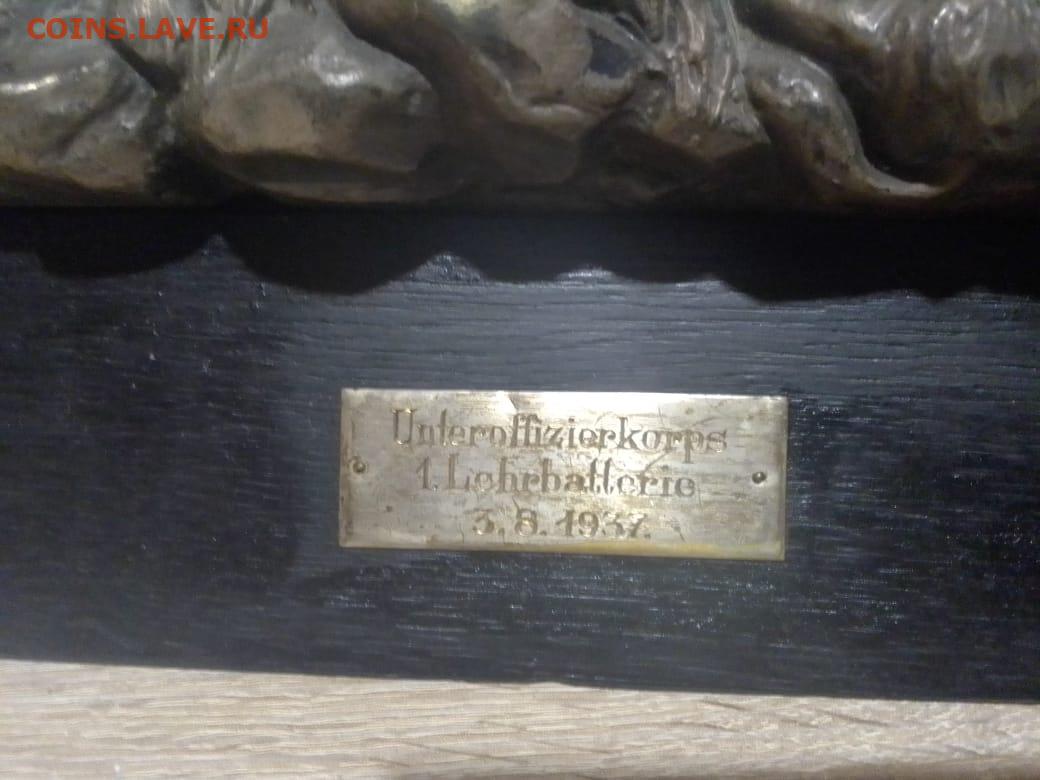 COINS.LAVE.RU
Unteroffizierkorps
1. Lehrbatterie
3. 8. 1937.